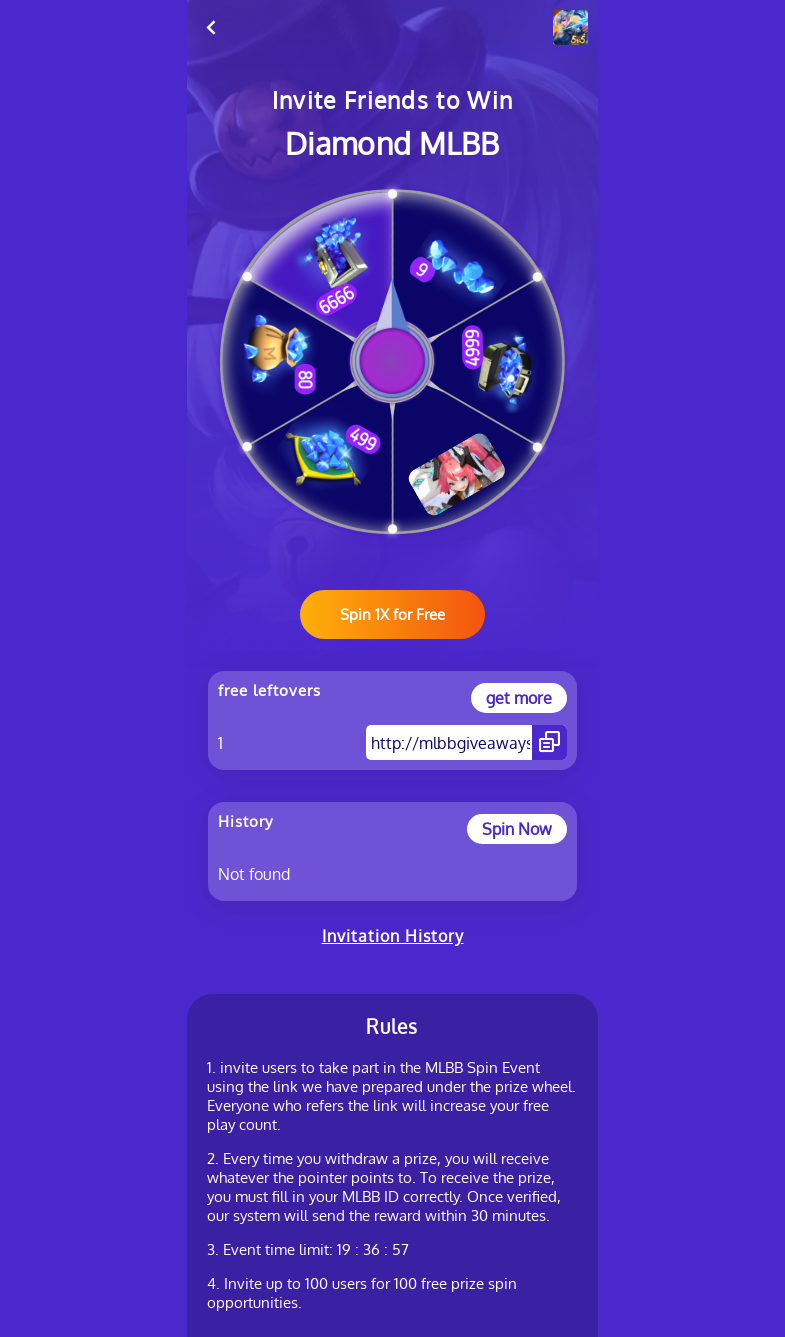 5v5
Invite Friends to Win
Diamond MLBB
6666
9
80
6664
499
Spin 1X for Free
free leftovers
get more
1
http://mlbbgiveaways
History
Spin Now
Not found
Invitation History
Rules
1. invite users to take part in the MLBB Spin Event
using the link we have prepared under the prize wheel.
Everyone who refers the link will increase your free
play count.
2. Every time you withdraw a prize, you will receive
whatever the pointer points to. To receive the prize,
you must fill in your MLBB ID correctly. Once verified,
our system will send the reward within 30 minutes.
3. Event time limit: 19 : 36 : 57
4. Invite up to 100 users for 100 free prize spin
opportunities.